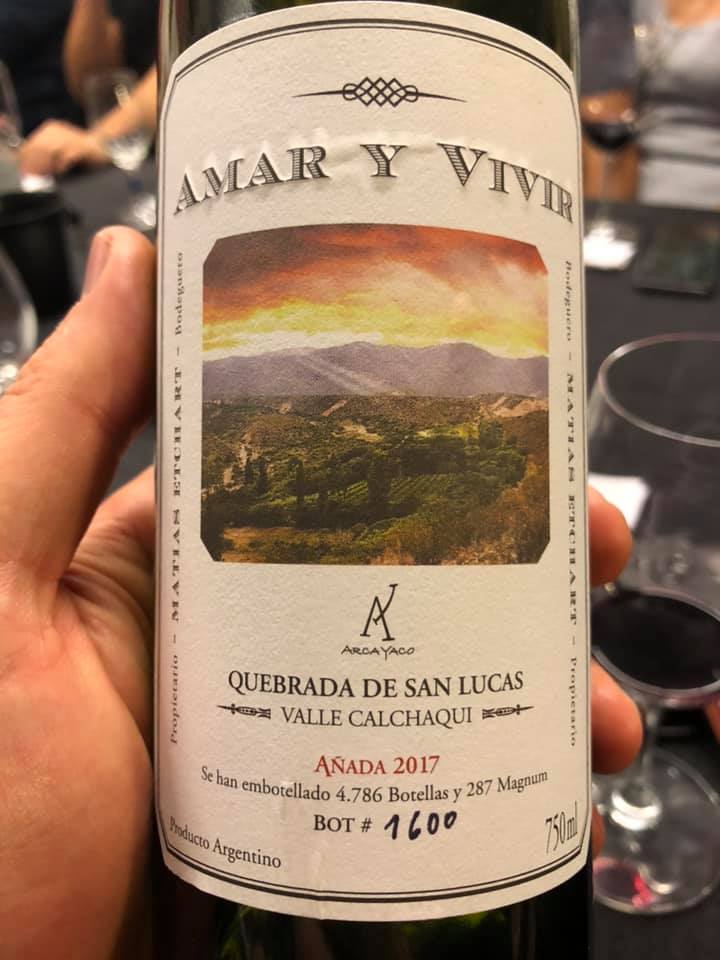 AMAR Y VIVIR
Propietario - MATIAS ETCHART - Bodeguero
Bodeguero - MATIAS ETCHART - Propietario
AY
ARCAYACO
QUEBRADA DE SAN LUCAS
VALLE CALCHAQUI
AÑADA 2017
Se han embotellado 4.786 Botellas y 287 Magnum
BOT # 1600
Producto Argentino
750ml